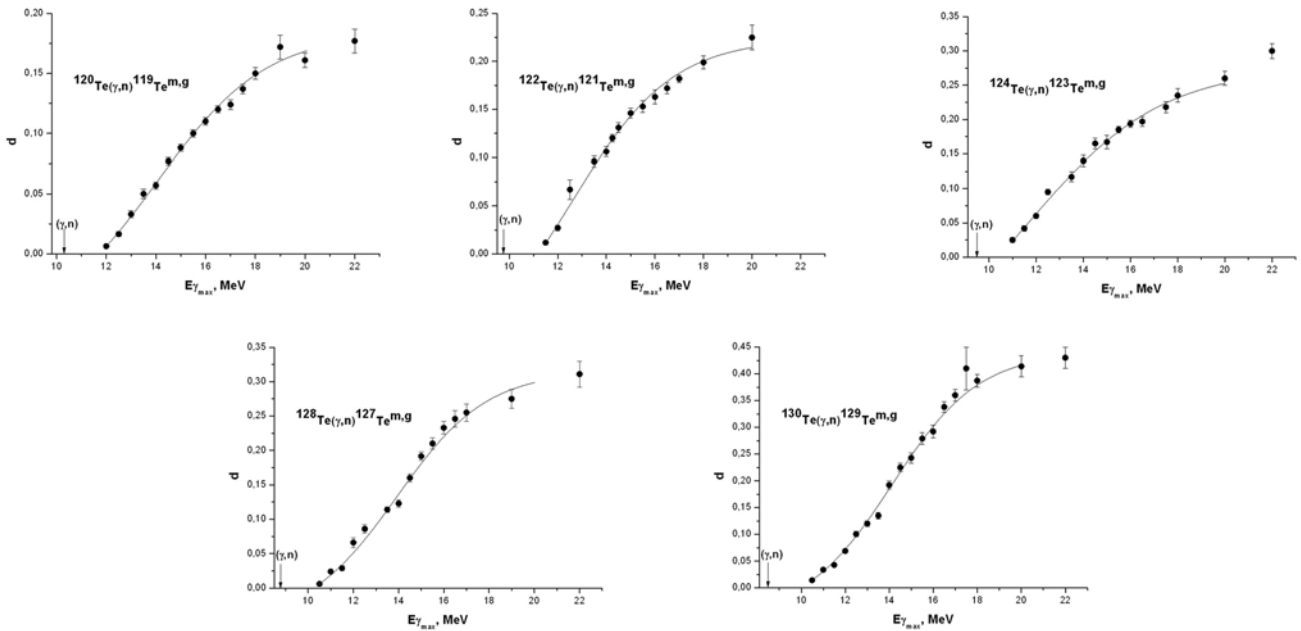 0,20
0,15
0,10
0,05
0,00
d
120Te(γ,n)119Tem,g
(γ,n)
10 12 14 16 18 20 22
Eγmax, MeV
0,25
0,20
0,15
0,10
0,05
0,00
d
122Te(γ,n)121Tem,g
(γ,n)
10 12 14 16 18 20 22
Eγmax, MeV
0,35
0,30
0,25
0,20
0,15
0,10
0,05
0,00
d
124Te(γ,n)123Tem,g
(γ,n)
10 12 14 16 18 20 22
Eγmax, MeV
0,35
0,30
0,25
0,20
0,15
0,10
0,05
0,00
d
128Te(γ,n)127Tem,g
(γ,n)
10 12 14 16 18 20 22
Eγmax, MeV
0,45
0,40
0,35
0,30
0,25
0,20
0,15
0,10
0,05
0,00
d
130Te(γ,n)129Tem,g
(γ,n)
10 12 14 16 18 20 22
Eγmax, MeV